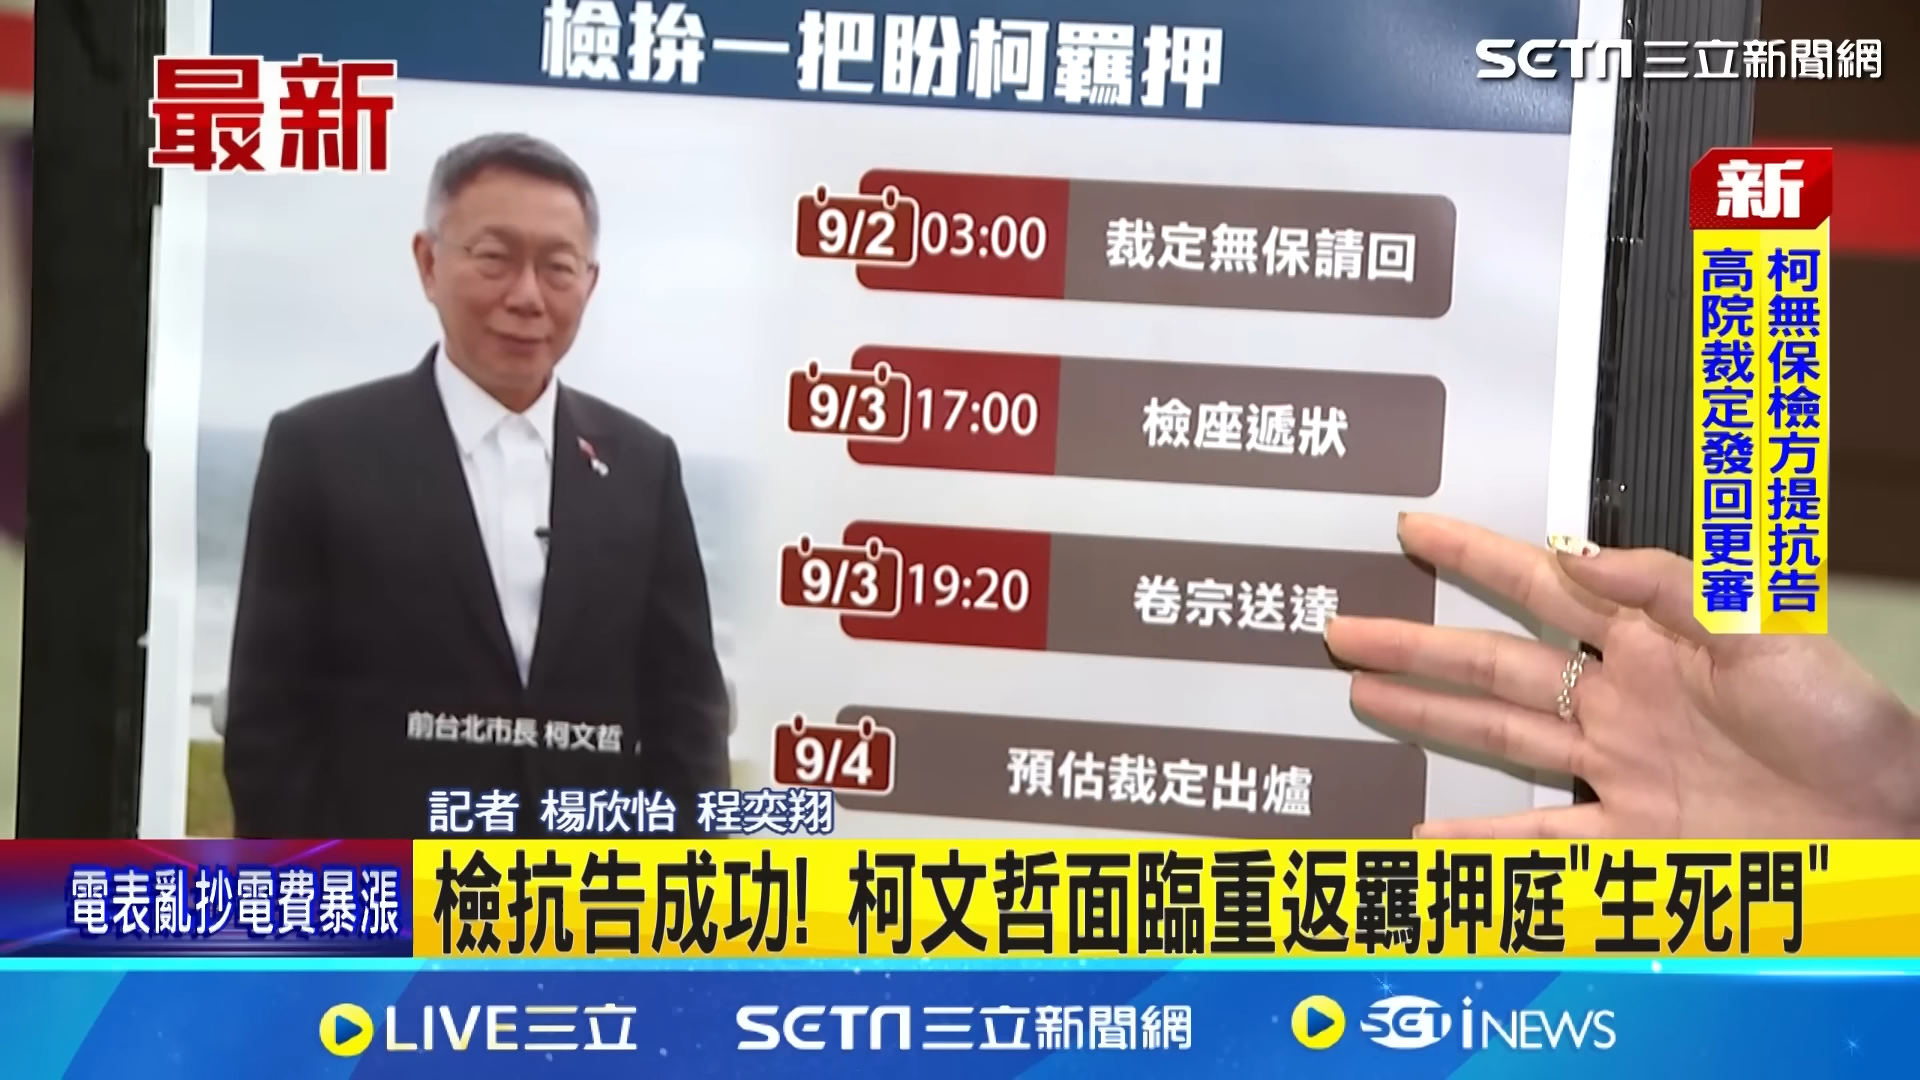 檢拚一把盼柯羈押
SETN三立新聞網
最新
新
柯無保檢方提抗告
高院裁定發回更審
9/2 03:00 裁定無保請回
9/3 17:00 檢座遞狀
9/3 19:20 卷宗送達
9/4 預估裁定出爐
前台北市長 柯文哲
記者 楊欣怡 程奕翔
電表亂抄電費暴漲
檢抗告成功! 柯文哲面臨重返羈押庭"生死門"
LIVE三立
SETN三立新聞網
SET iNEWS